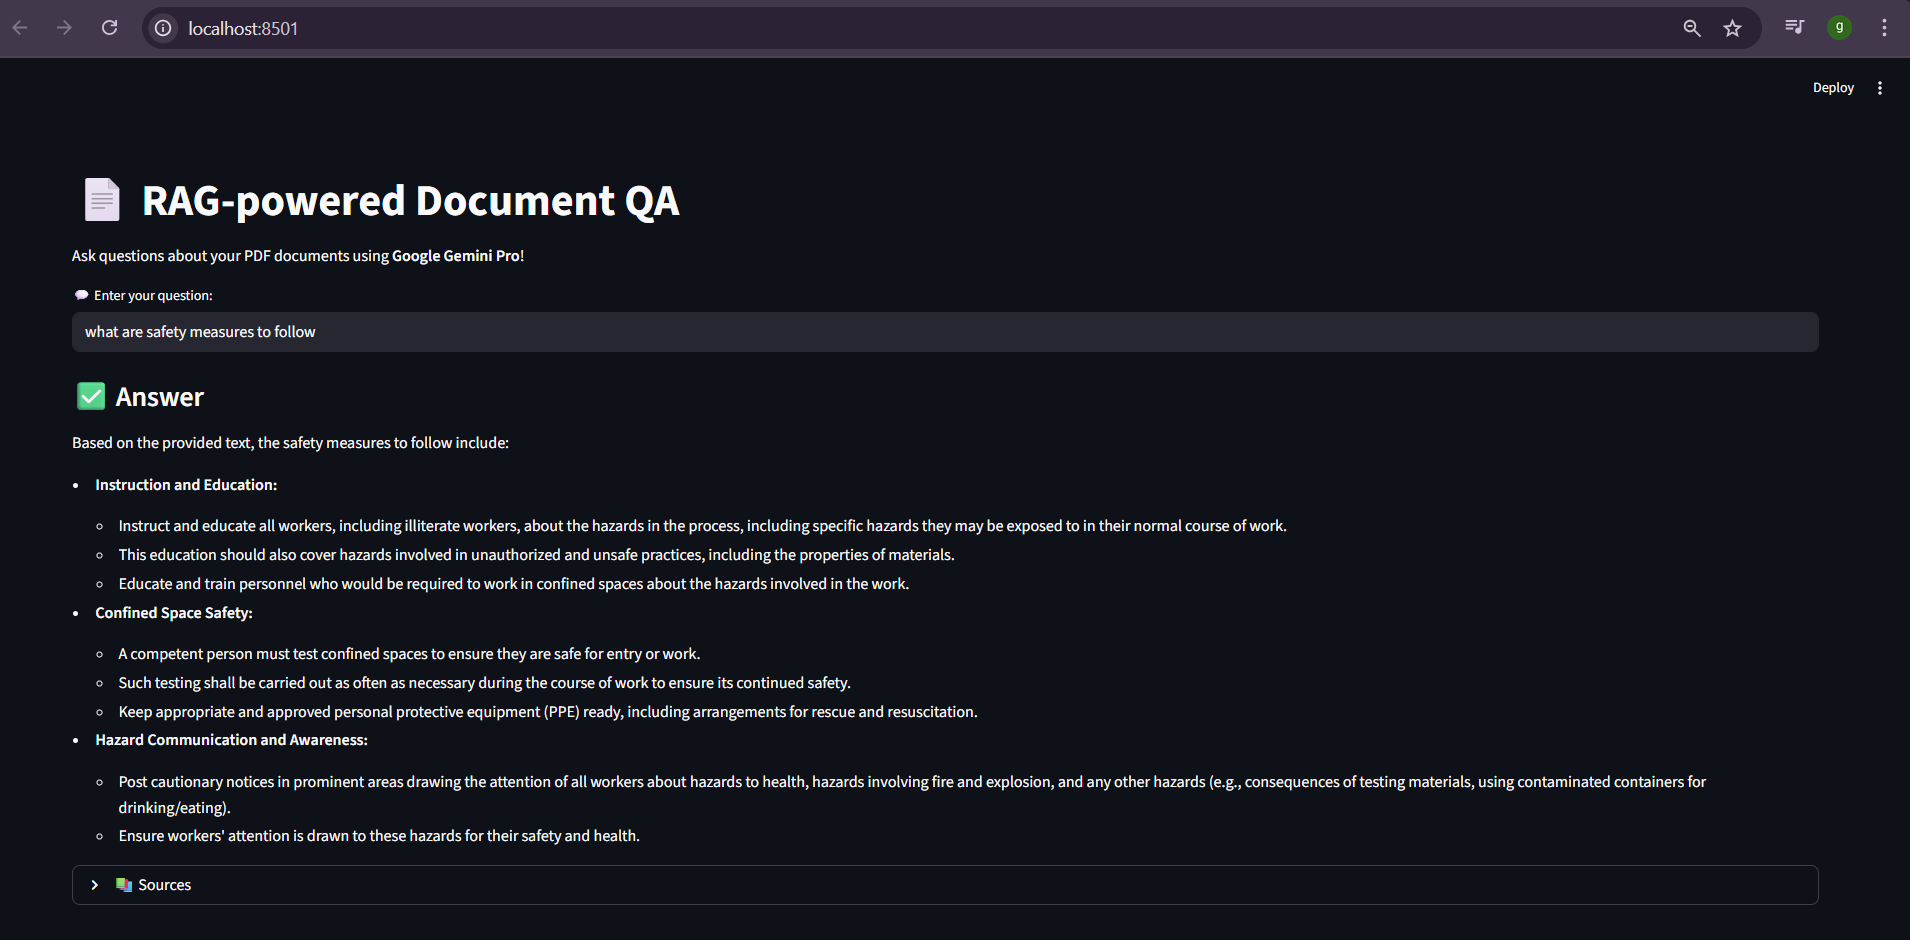 localhost:8501
g
Deploy
RAG-powered Document QA
Ask questions about your PDF documents using Google Gemini Pro!
Enter your question:
what are safety measures to follow
Answer
Based on the provided text, the safety measures to follow include:
• Instruction and Education:
◦ Instruct and educate all workers, including illiterate workers, about the hazards in the process, including specific hazards they may be exposed to in their normal course of work.
◦ This education should also cover hazards involved in unauthorized and unsafe practices, including the properties of materials.
◦ Educate and train personnel who would be required to work in confined spaces about the hazards involved in the work.
• Confined Space Safety:
◦ A competent person must test confined spaces to ensure they are safe for entry or work.
◦ Such testing shall be carried out as often as necessary during the course of work to ensure its continued safety.
◦ Keep appropriate and approved personal protective equipment (PPE) ready, including arrangements for rescue and resuscitation.
• Hazard Communication and Awareness:
◦ Post cautionary notices in prominent areas drawing the attention of all workers about hazards to health, hazards involving fire and explosion, and any other hazards (e.g., consequences of testing materials, using contaminated containers for
drinking/eating).
◦ Ensure workers' attention is drawn to these hazards for their safety and health.
Sources